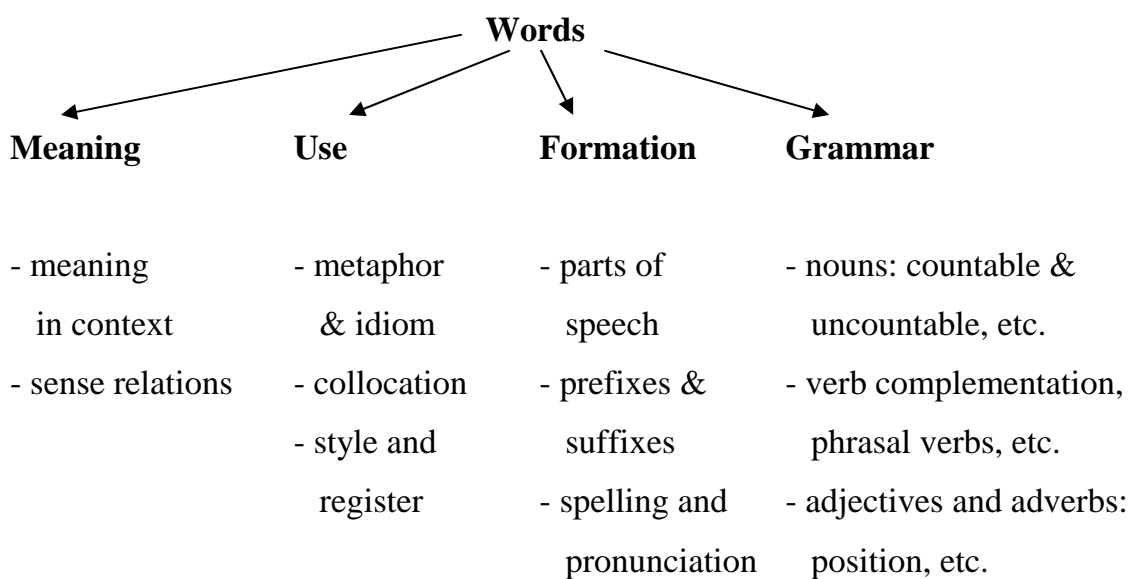 Words
Meaning
- meaning
in context
- sense relations
Use
- metaphor
& idiom
- collocation
- style and
register
Formation
- parts of
speech
- prefixes &
suffixes
- spelling and
pronunciation
Grammar
- nouns: countable &
uncountable, etc.
- verb complementation,
phrasal verbs, etc.
- adjectives and adverbs:
position, etc.